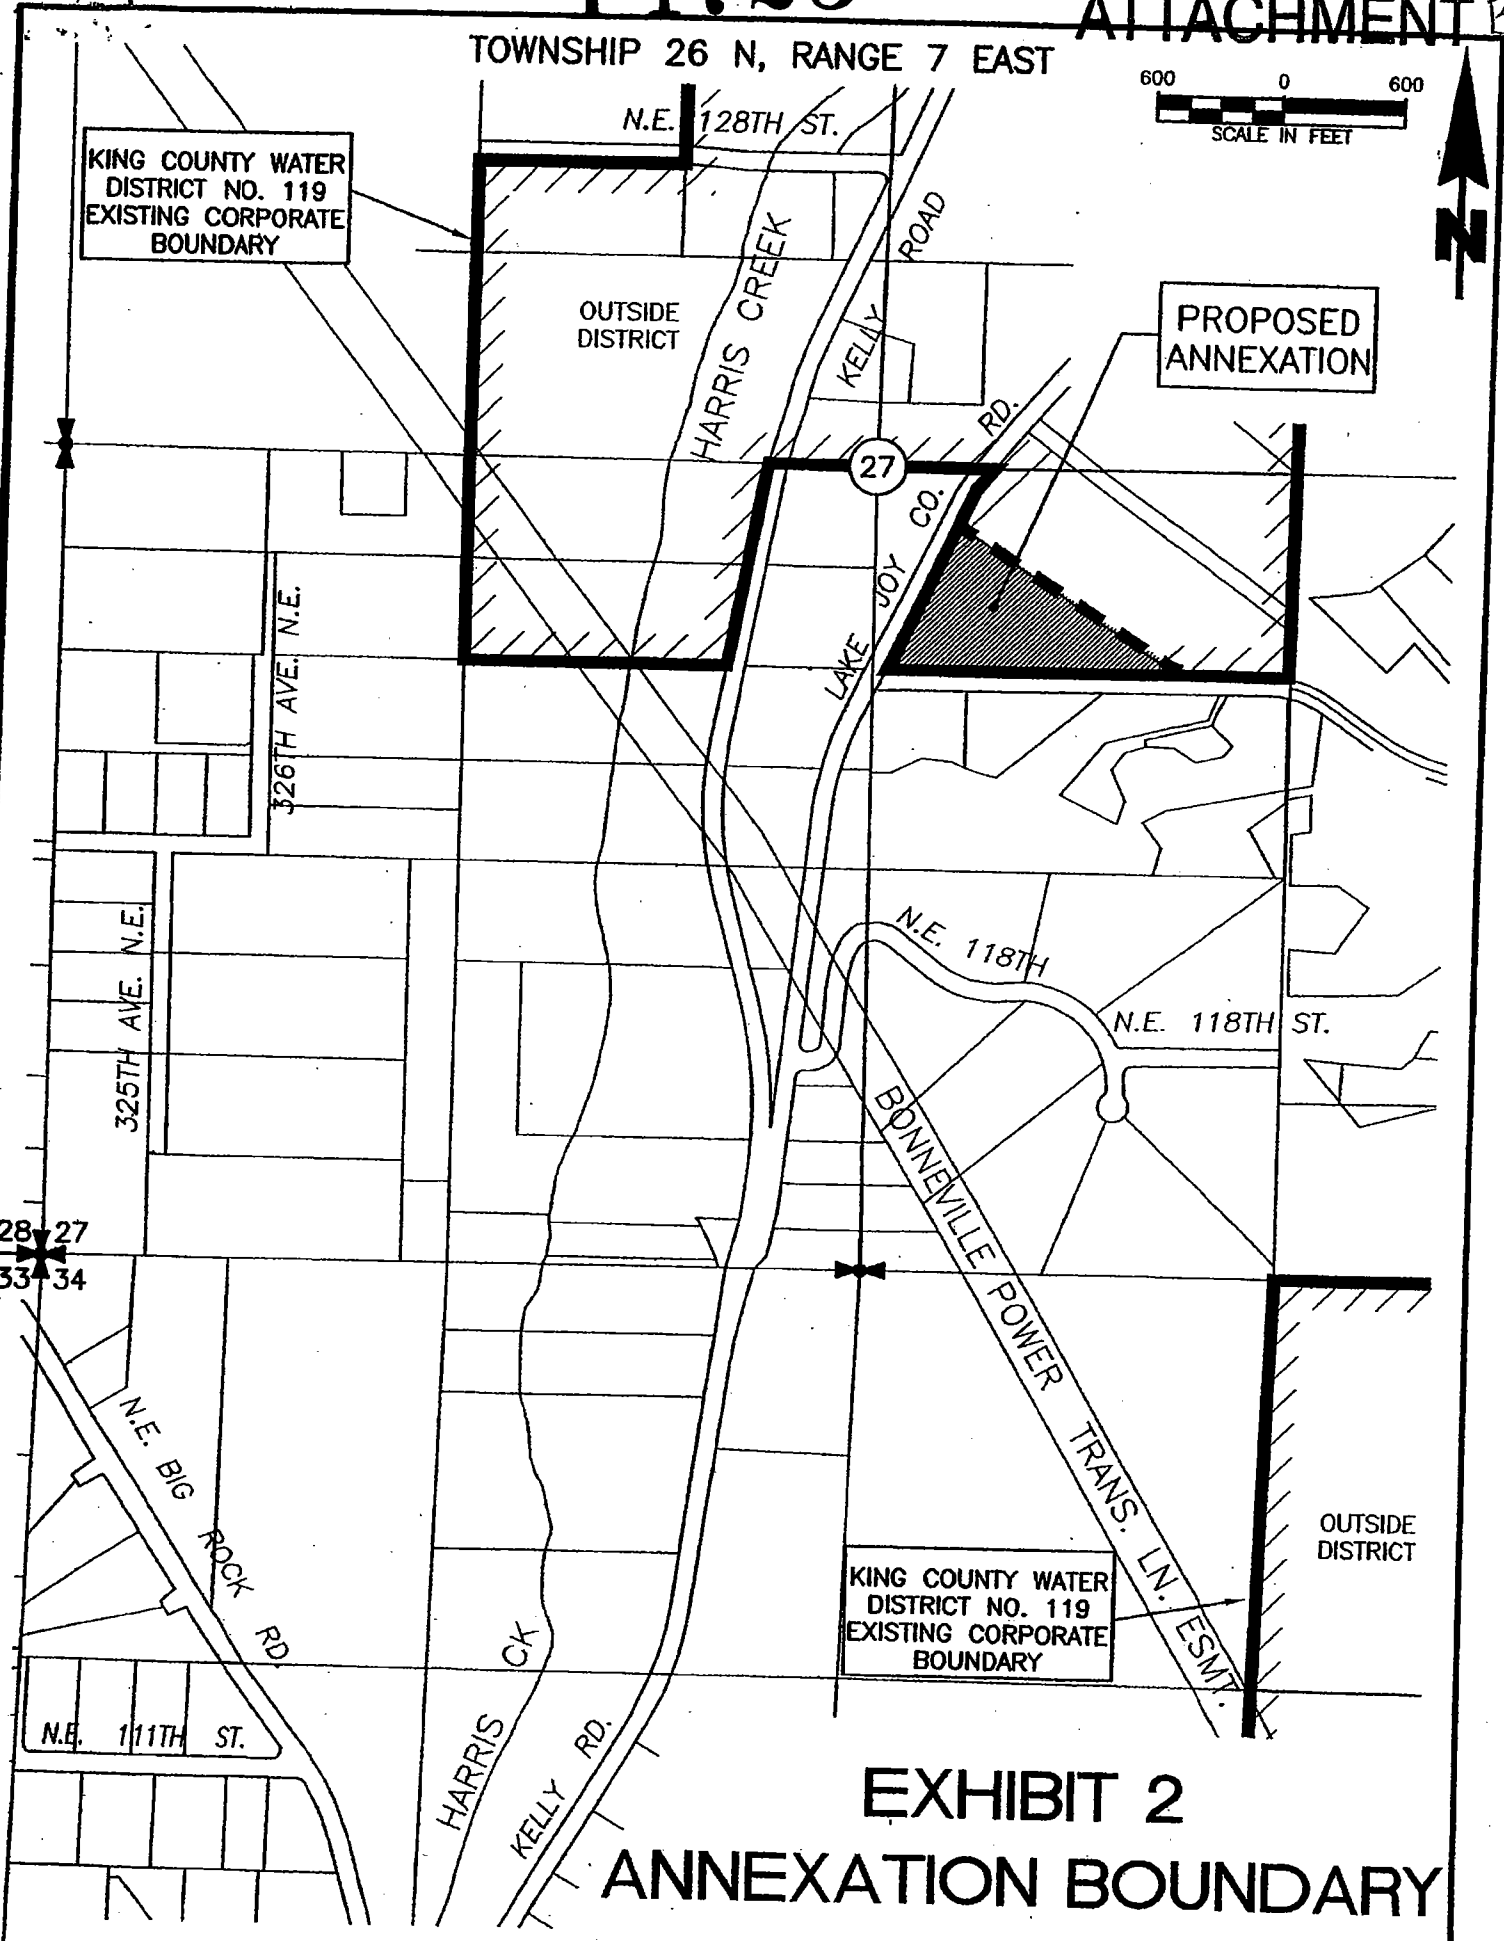 ATTACHMENT
TOWNSHIP 26 N, RANGE 7 EAST
600 0 600
SCALE IN FEET
N
N.E. 128TH ST.
KING COUNTY WATER
DISTRICT NO. 119
EXISTING CORPORATE
BOUNDARY
OUTSIDE
DISTRICT
HARRIS CREEK
KELLY ROAD
PROPOSED
ANNEXATION
27
LAKE JOY CO. RD.
326TH AVE. N.E.
325TH AVE. N.E.
N.E. 118TH
N.E. 118TH ST.
28 27
33 34
BONNEVILLE POWER TRANS. LN. ESMT.
N.E. BIG ROCK RD
OUTSIDE
DISTRICT
KING COUNTY WATER
DISTRICT NO. 119
EXISTING CORPORATE
BOUNDARY
N.E. 111TH ST.
HARRIS CK
KELLY RD.
EXHIBIT 2
ANNEXATION BOUNDARY